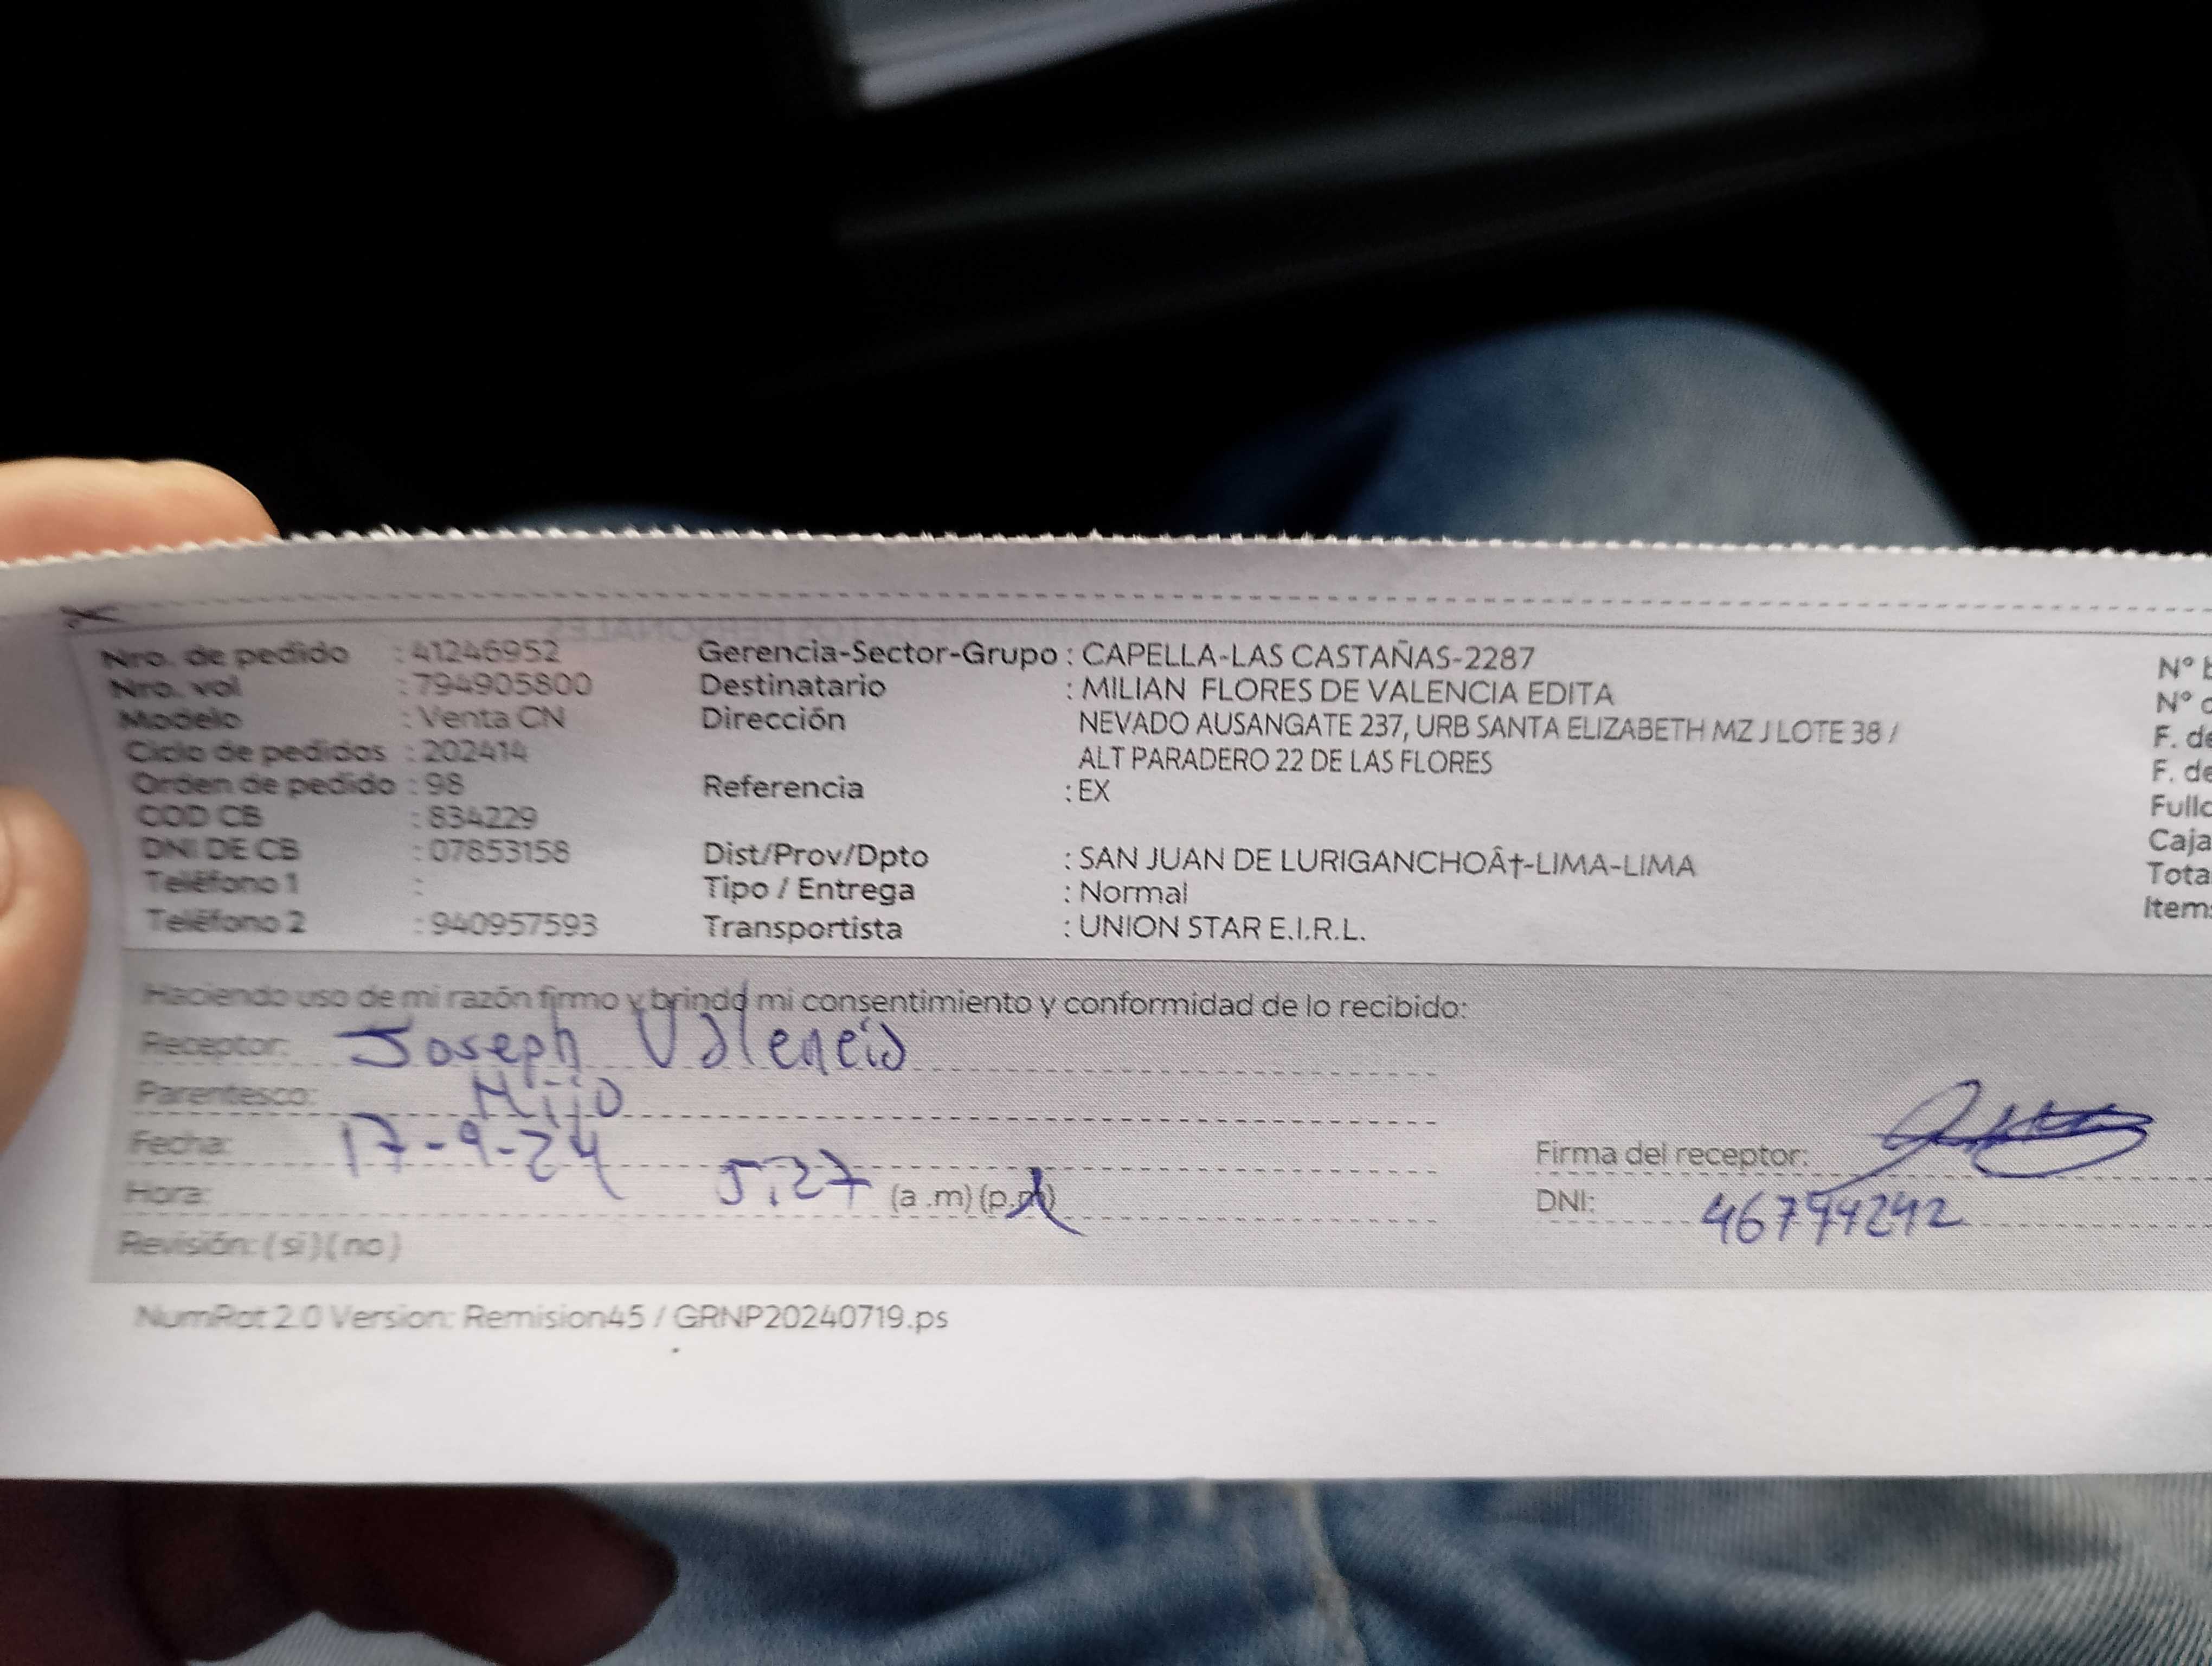 Nro. de pedido : 41246952
Nro. vol : 794905800
Modelo : Venta CN
Ciclo de pedidos : 202414
Orden de pedido : 98
COD CB : 834229
DNI DE CB : 07853158
Teléfono 1 :
Teléfono 2 : 940957593
Gerencia-Sector-Grupo : CAPELLA-LAS CASTAÑAS-2287
Destinatario : MILIAN FLORES DE VALENCIA EDITA
Dirección NEVADO AUSANGATE 237, URB SANTA ELIZABETH MZ J LOTE 38 /
ALT PARADERO 22 DE LAS FLORES
Referencia : EX
Dist/Prov/Dpto : SAN JUAN DE LURIGANCHOÂ†-LIMA-LIMA
Tipo / Entrega : Normal
Transportista : UNION STAR E.I.R.L.
N°
N°
F. de
F. de
Caja
Haciendo uso de mi razón firmo y brindo mi consentimiento y conformidad de lo recibido:
Receptor: Joseph Valencia
Parentesco: Hijo
Fecha: 17-9-24
Hora: 5:27 (a .m) (p.m)
Revisión: ( si ) ( no )
Firma del receptor:
DNI: 46794242
NumRot 2.0 Version: Remision45 / GRNP20240719.ps